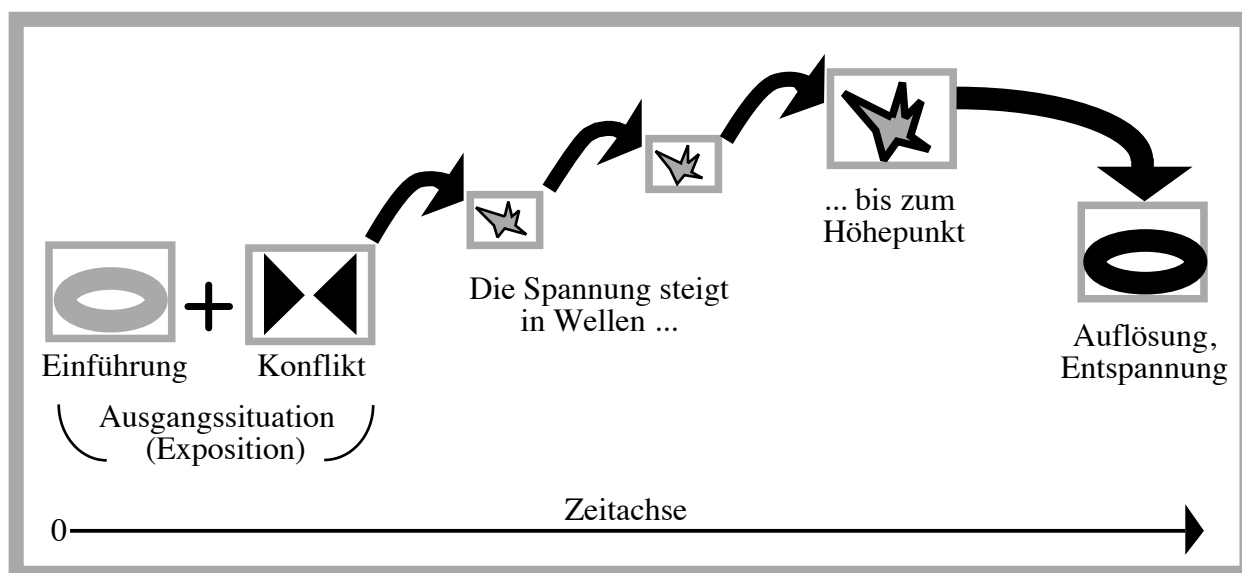 ... bis zum
Höhepunkt
Die Spannung steigt
in Wellen ...
Einführung
Konflikt
Auflösung,
Entspannung
Ausgangssituation
(Exposition)
Zeitachse
0